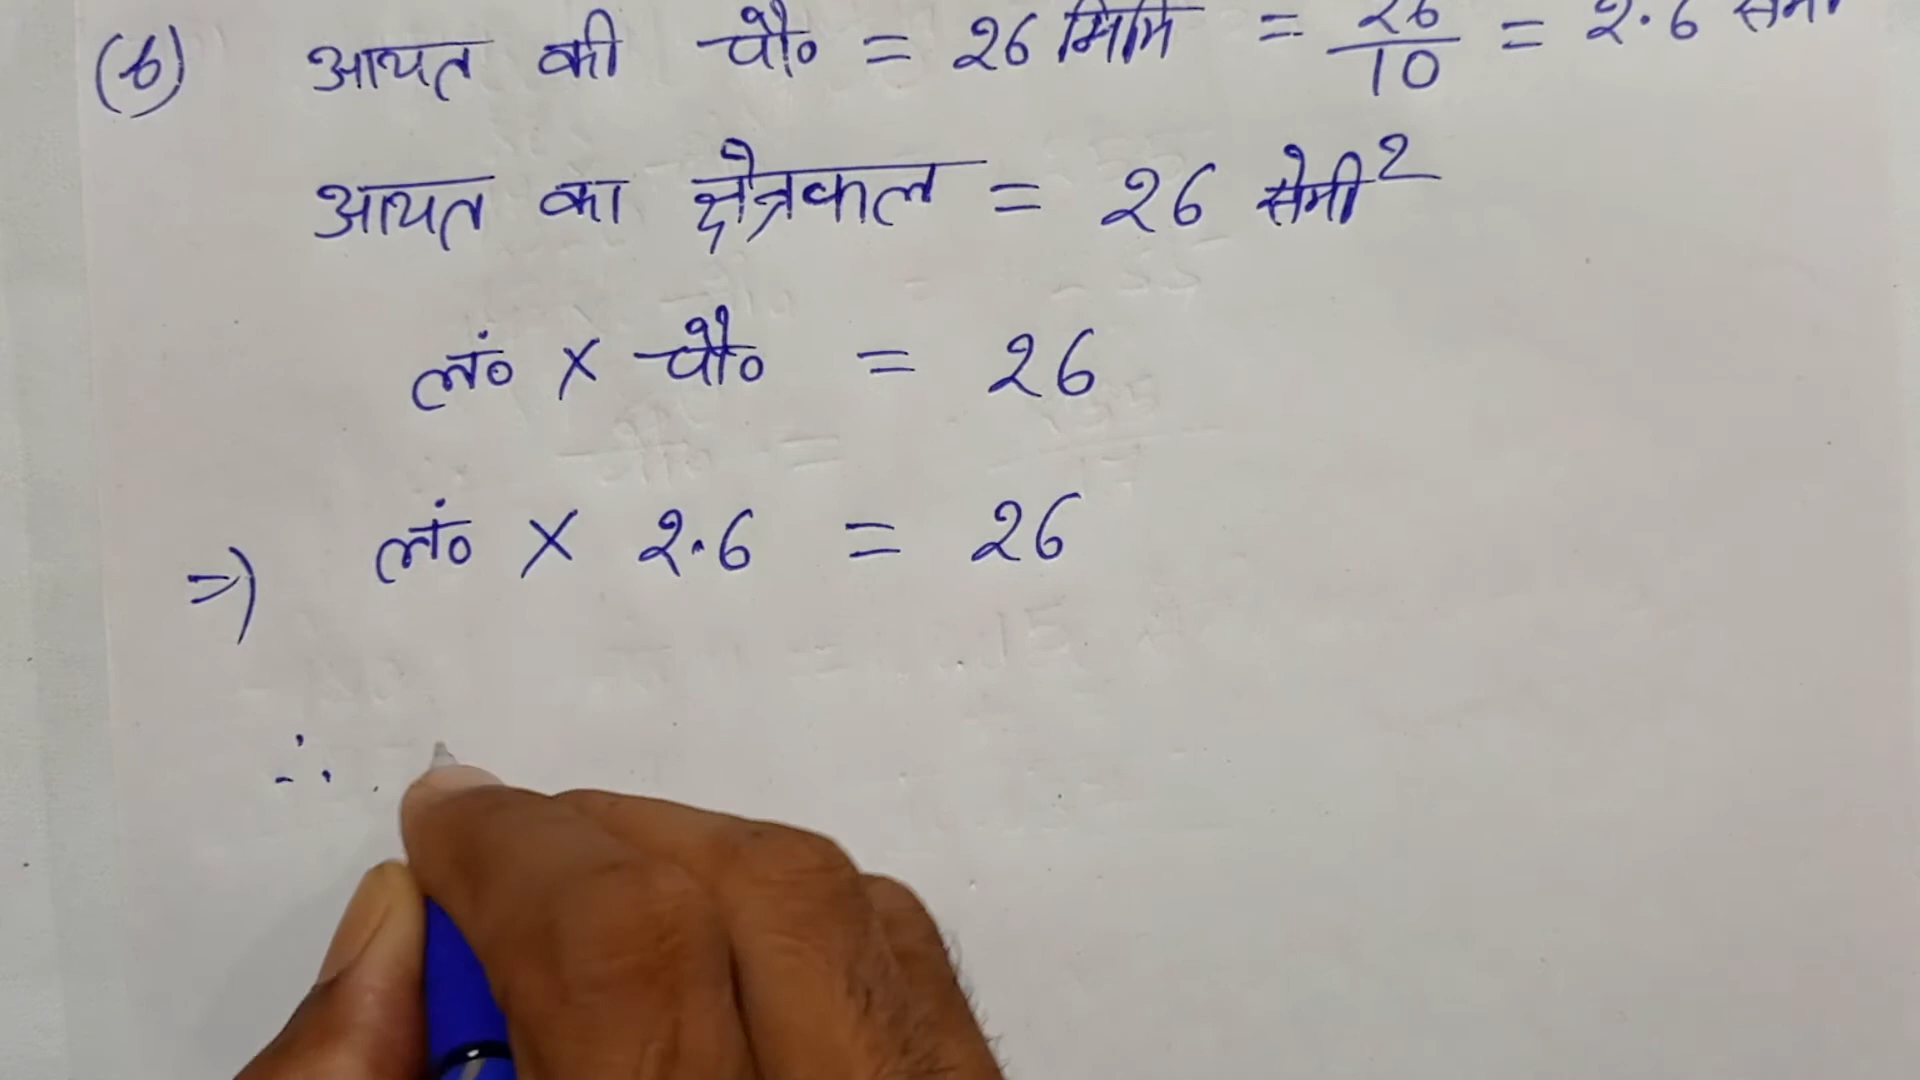 (b) आयत की चौ० = 26 मिमि = 26/10 = 2.6 सेमी
आयत का क्षेत्रफल = 26 सेमी²
लं० × चौ० = 26
⇒ लं० × 2.6 = 26
∴